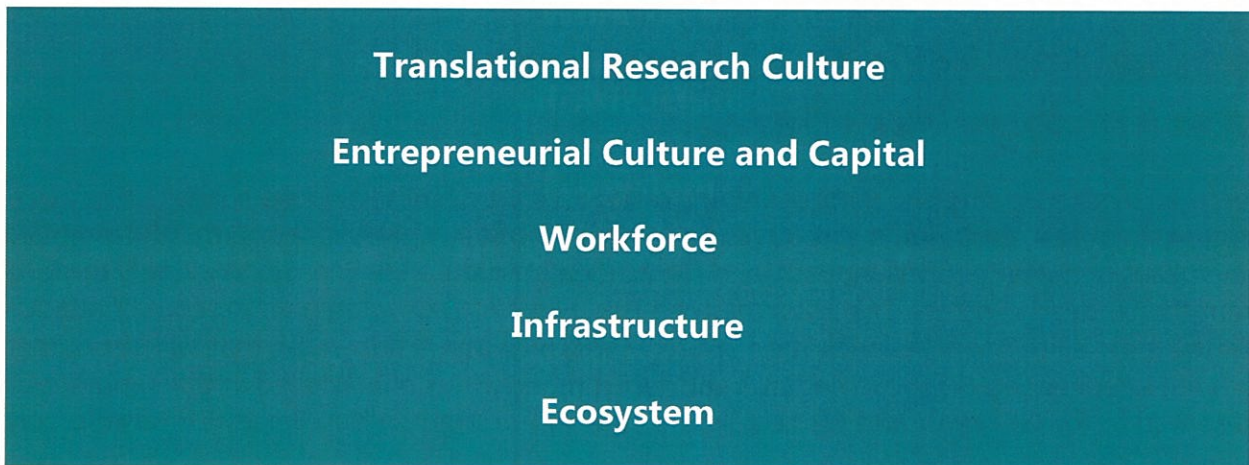 Translational Research Culture
Entrepreneurial Culture and Capital
Workforce
Infrastructure
Ecosystem